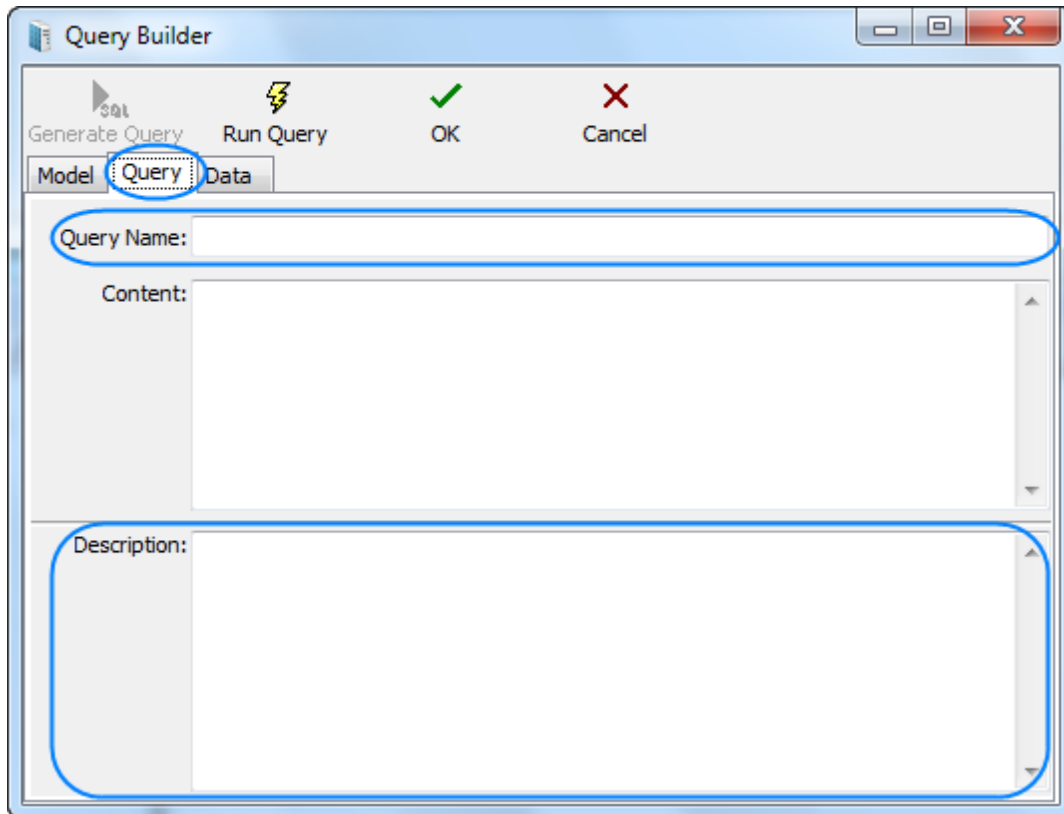 Query Builder
SQL
Generate Query Run Query OK Cancel
Model Query Data
Query Name:
Content:
Description: